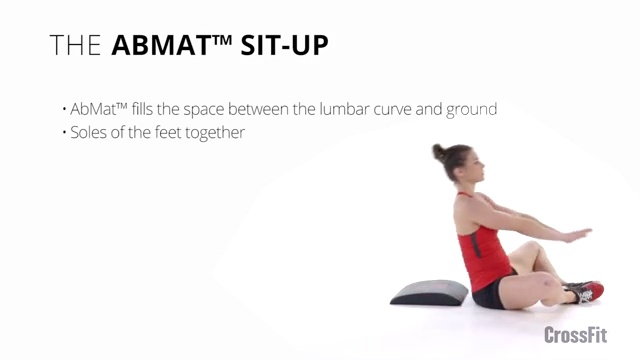 THE ABMAT™ SIT-UP
• AbMat™ fills the space between the lumbar curve and ground
• Soles of the feet together
CrossFit